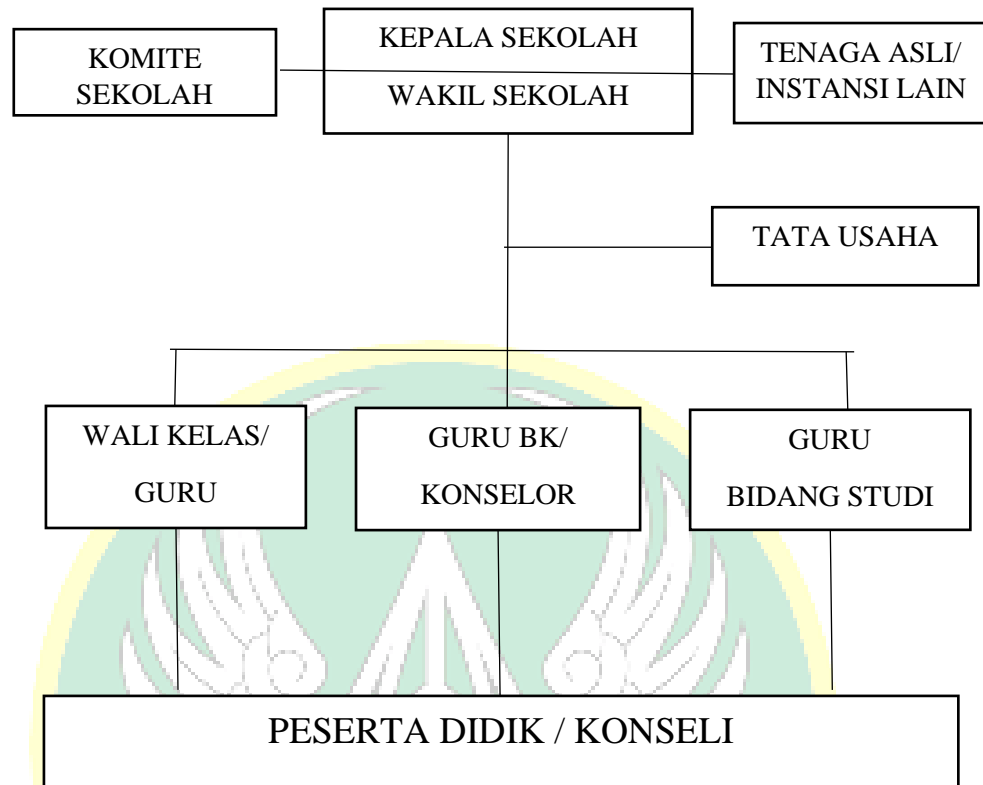 KOMITE
SEKOLAH
KEPALA SEKOLAH
WAKIL SEKOLAH
TENAGA ASLI/
INSTANSI LAIN
TATA USAHA
WALI KELAS/
GURU
GURU BK/
KONSELOR
GURU
BIDANG STUDI
PESERTA DIDIK / KONSELI